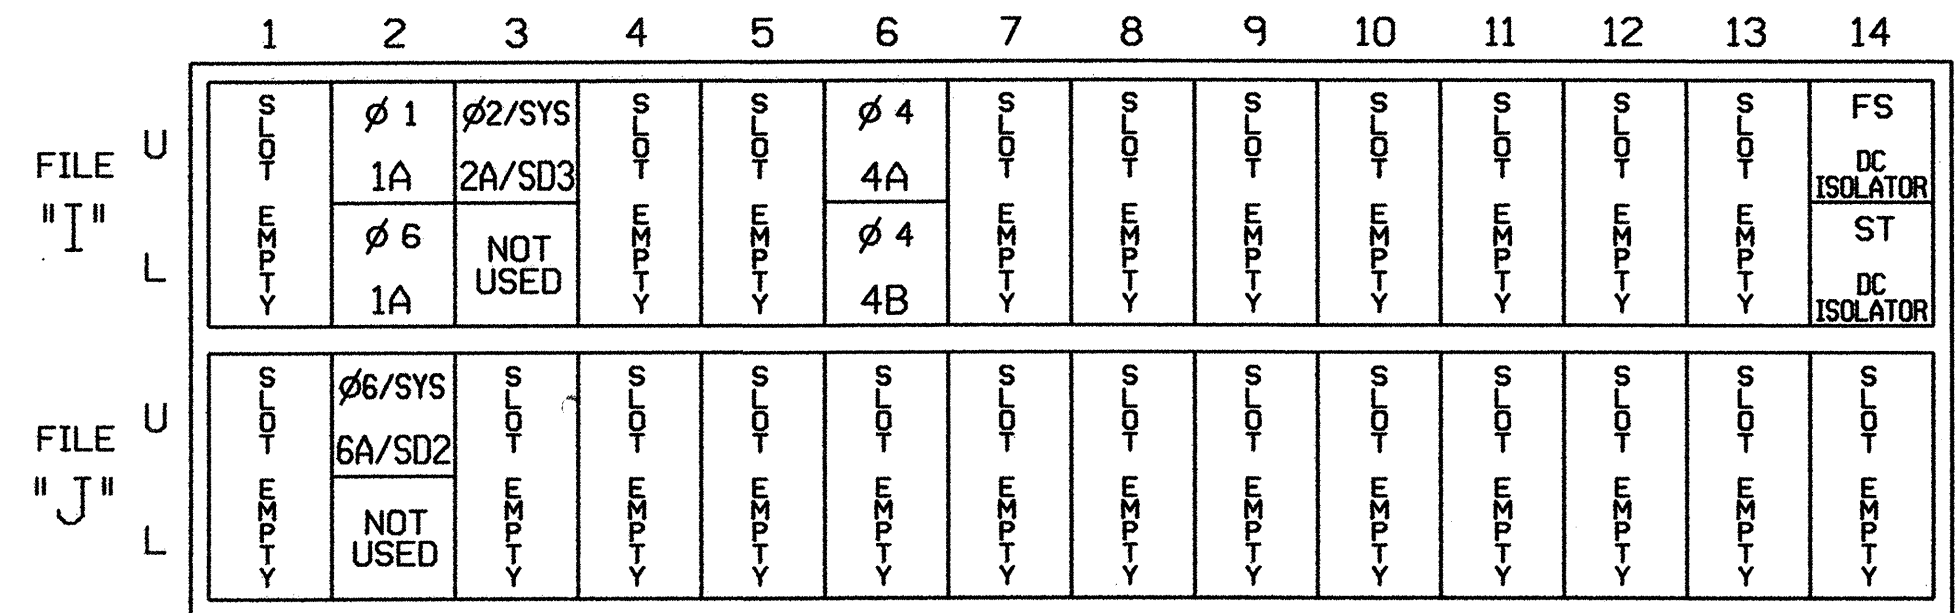 1 2 3 4 5 6 7 8 9 10 11 12 13 14
FILE "I"
U
L
SLOT EMPTY
Ø 1
1A
Ø 6
1A
Ø2/SYS
2A/SD3
NOT
USED
SLOT EMPTY
SLOT EMPTY
Ø 4
4A
Ø 4
4B
SLOT EMPTY
SLOT EMPTY
SLOT EMPTY
SLOT EMPTY
SLOT EMPTY
SLOT EMPTY
SLOT EMPTY
FS
DC
ISOLATOR
ST
DC
ISOLATOR
FILE "J"
U
L
SLOT EMPTY
Ø6/SYS
6A/SD2
NOT
USED
SLOT EMPTY
SLOT EMPTY
SLOT EMPTY
SLOT EMPTY
SLOT EMPTY
SLOT EMPTY
SLOT EMPTY
SLOT EMPTY
SLOT EMPTY
SLOT EMPTY
SLOT EMPTY
SLOT EMPTY